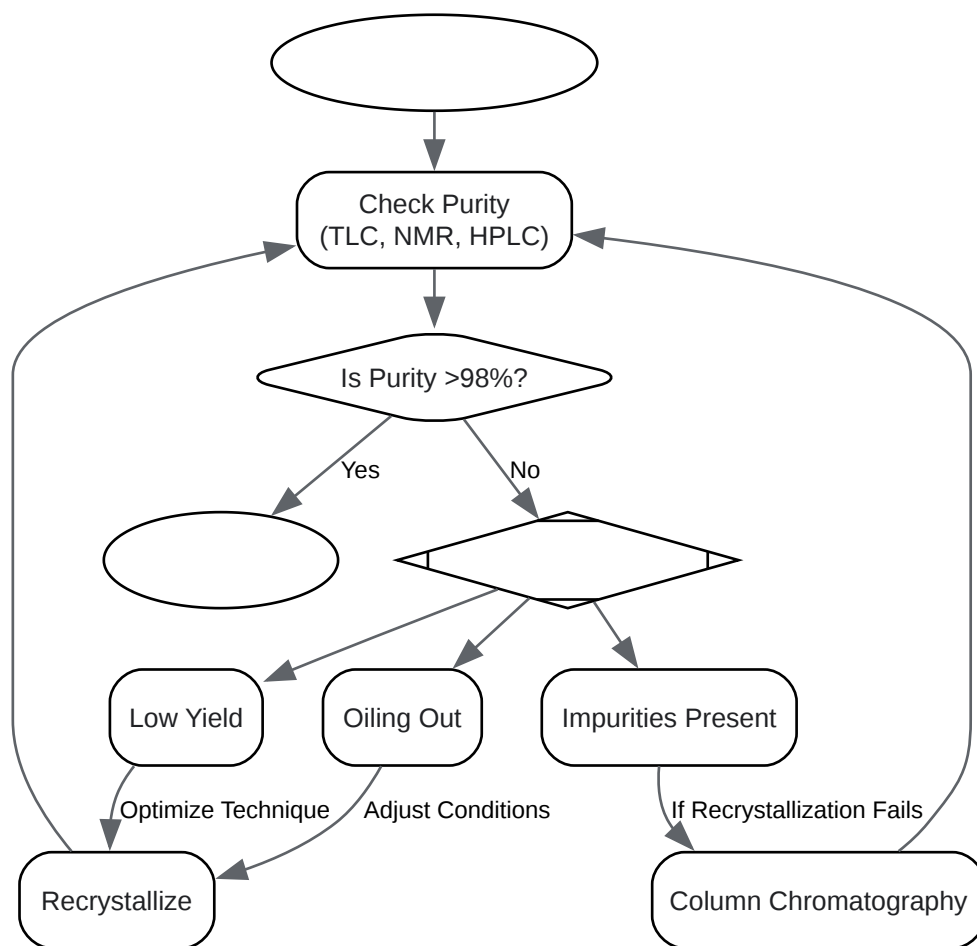 Check Purity
(TLC, NMR, HPLC)
Is Purity >98%?
Yes
No
Low Yield
Oiling Out
Impurities Present
Optimize Technique
Adjust Conditions
If Recrystallization Fails
Recrystallize
Column Chromatography